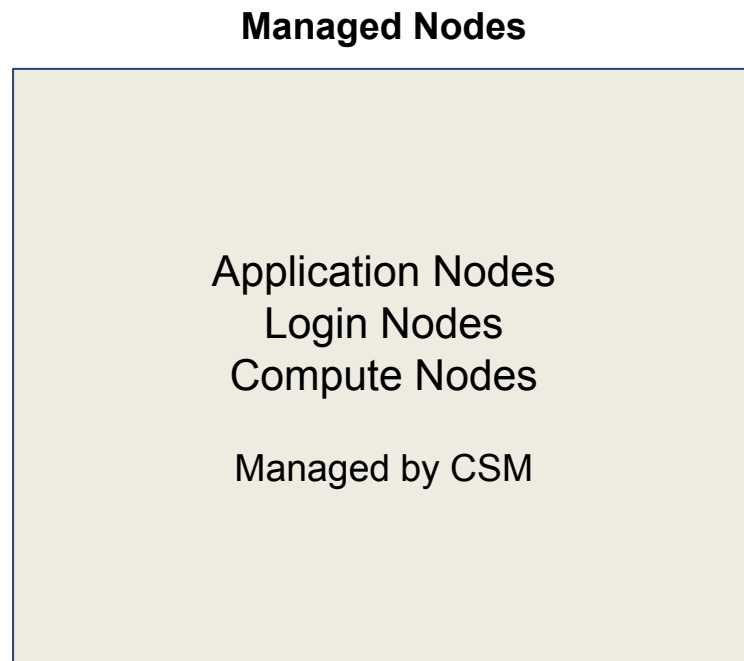 Managed Nodes
Application Nodes
Login Nodes
Compute Nodes
Managed by CSM